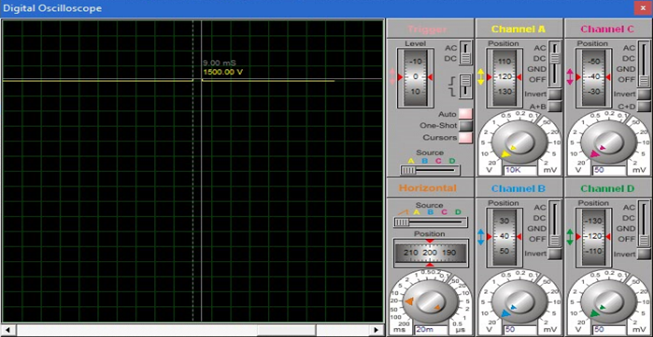 Digital Oscilloscope
9.00 mS
1500.00 V
Trigger
Level
AC
DC
-10
0
10
Auto
One-Shot
Cursors
Source
A B C D
Channel A
Position
AC
DC
GND
OFF
110
120
130
Invert
A+B
V
10K
mV
Channel C
Position
AC
DC
GND
OFF
-50
-40
-30
Invert
C+D
V
50
mV
Horizontal
Source
A B C D
Position
210 200 190
ms
20m
µs
Channel B
Position
AC
DC
GND
OFF
30
40
50
Invert
V
50
mV
Channel D
Position
AC
DC
GND
OFF
-130
-120
-110
Invert
V
50
mV